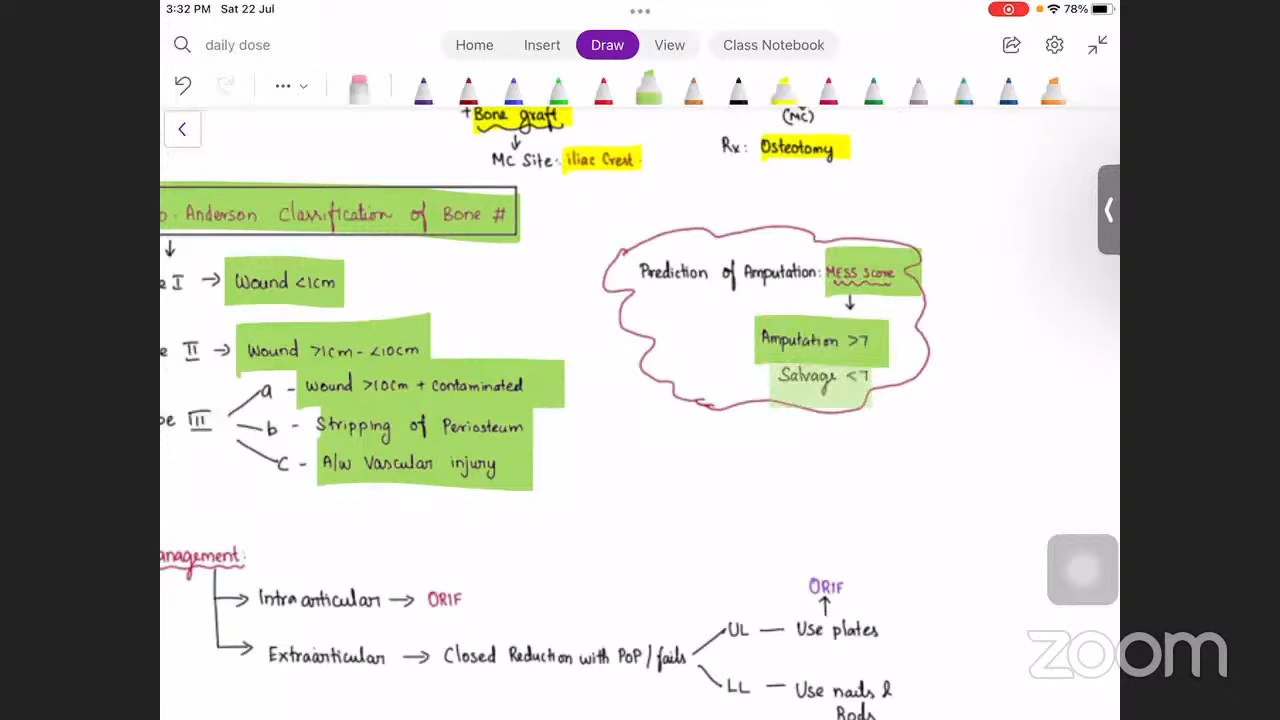 3:32 PM Sat 22 Jul
78%
daily dose
Home Insert Draw View Class Notebook
+ Bone graft
MC Site: iliac Crest.
(MC)
Rx: Osteotomy
o. Anderson Classification of Bone #
e I → Wound <1cm
e II → Wound >1cm - <10cm
pe III
a - Wound >10cm + contaminated
b - Stripping of Periosteum
C - A/w Vascular injury
Prediction of Amputation: MESS Score
Amputation >7
Salvage <7
anagement:
Intraarticular → ORIF
Extraarticular → Closed Reduction with PoP / fails
ORIF
UL - Use plates
LL - Use nails &
Rods
zoom